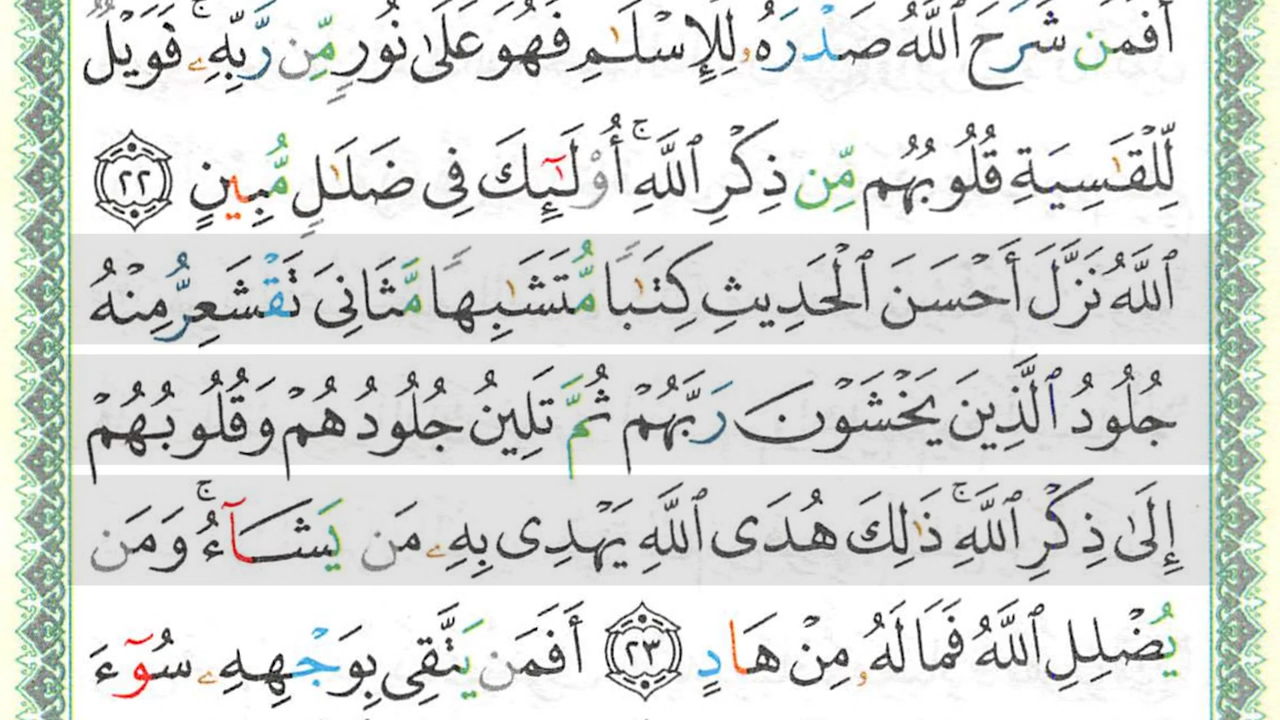 أَفَمَن شَرَحَ ٱللَّهُ صَدْرَهُۥ لِلْإِسْلَـٰمِ فَهُوَ عَلَىٰ نُورٍ مِّن رَّبِّهِۦ ۚ فَوَيْلٌ
لِّلْقَـٰسِيَةِ قُلُوبُهُم مِّن ذِكْرِ ٱللَّهِ ۚ أُو۟لَـٰٓئِكَ فِى ضَلَـٰلٍ مُّبِينٍ ٢٢
ٱللَّهُ نَزَّلَ أَحْسَنَ ٱلْحَدِيثِ كِتَـٰبًا مُّتَشَـٰبِهًا مَّثَانِىَ تَقْشَعِرُّ مِنْهُ
جُلُودُ ٱلَّذِينَ يَخْشَوْنَ رَبَّهُمْ ثُمَّ تَلِينُ جُلُودُهُمْ وَقُلُوبُهُمْ
إِلَىٰ ذِكْرِ ٱللَّهِ ۚ ذَٰلِكَ هُدَى ٱللَّهِ يَهْدِى بِهِۦ مَن يَشَآءُ ۚ وَمَن
يُضْلِلِ ٱللَّهُ فَمَا لَهُۥ مِنْ هَادٍ ٢٣ أَفَمَن يَتَّقِى بِوَجْهِهِۦ سُوٓءَ